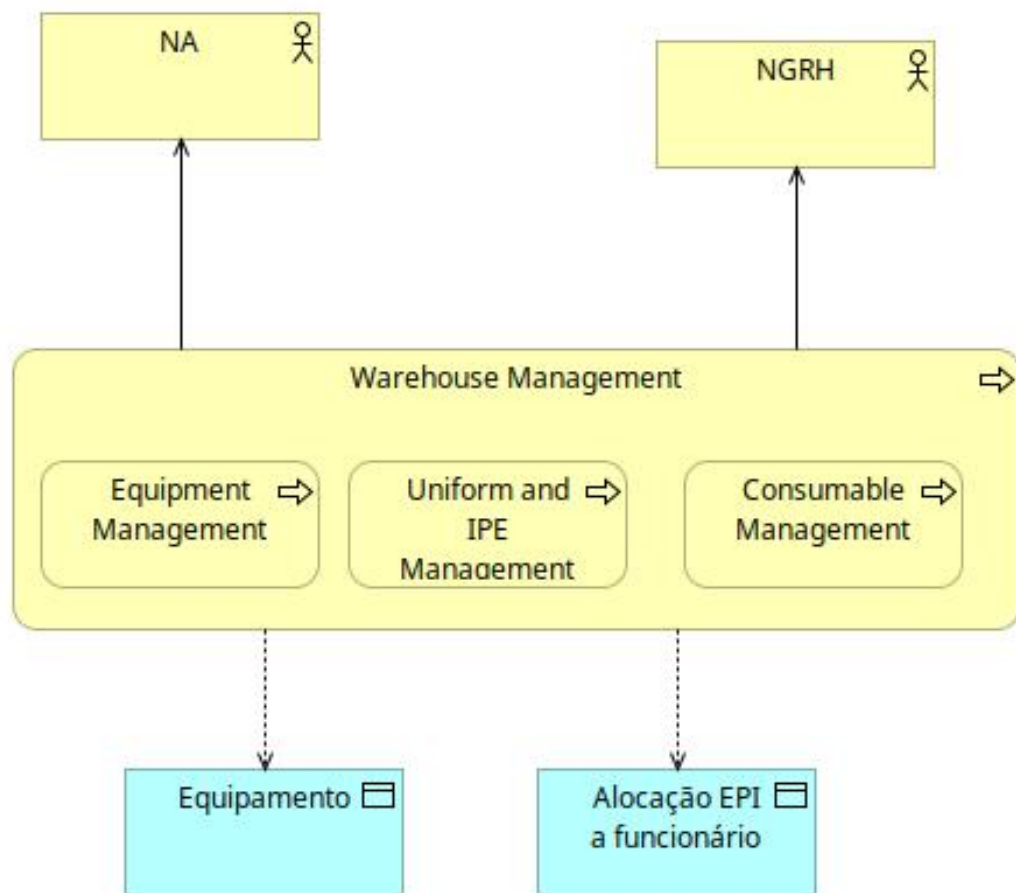 NA
NGRH
Warehouse Management
Equipment
Management
Uniform and
IPE
Management
Consumable
Management
Equipamento
Alocação EPI
a funcionário